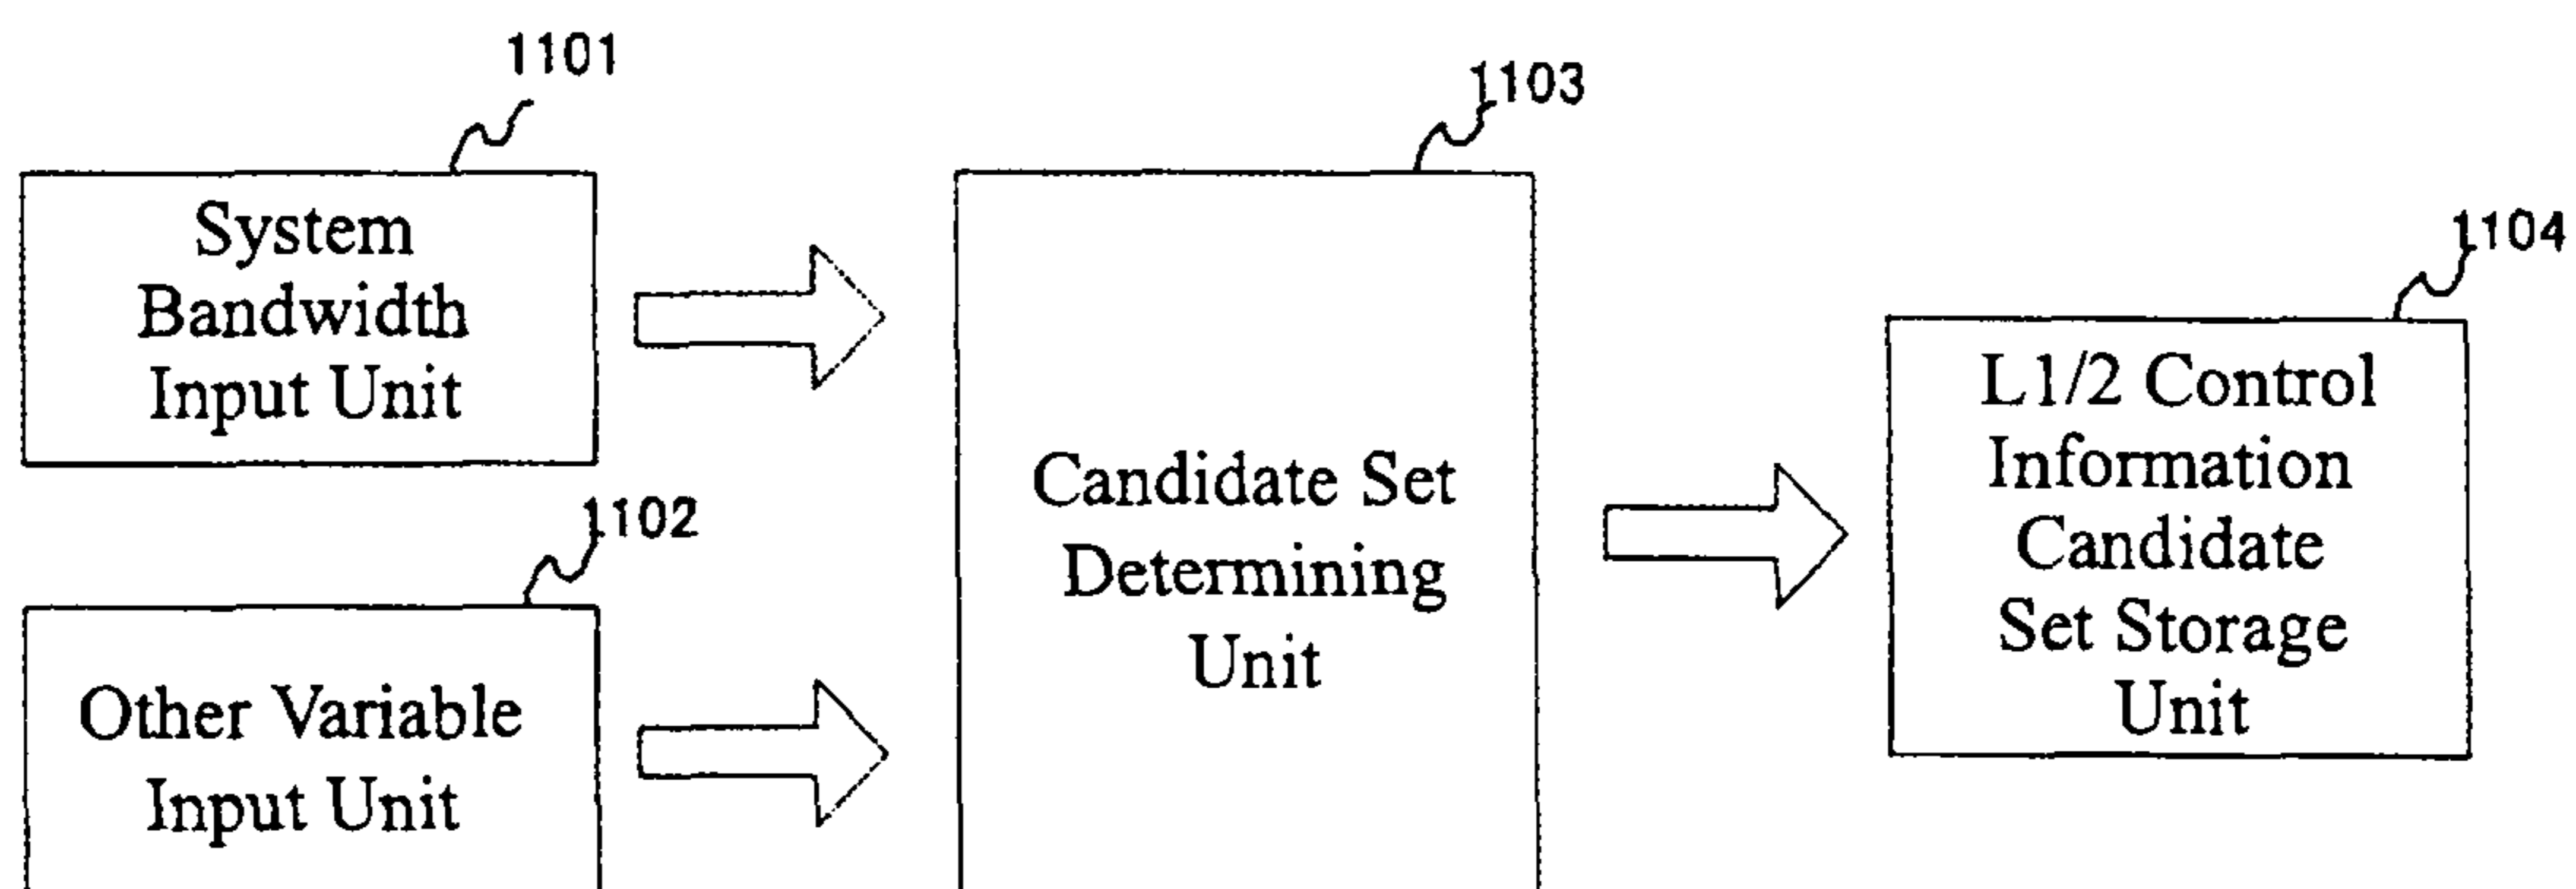 1101
System
Bandwidth
Input Unit
1102
Other Variable
Input Unit
1103
Candidate Set
Determining
Unit
1104
L1/2 Control
Information
Candidate
Set Storage
Unit